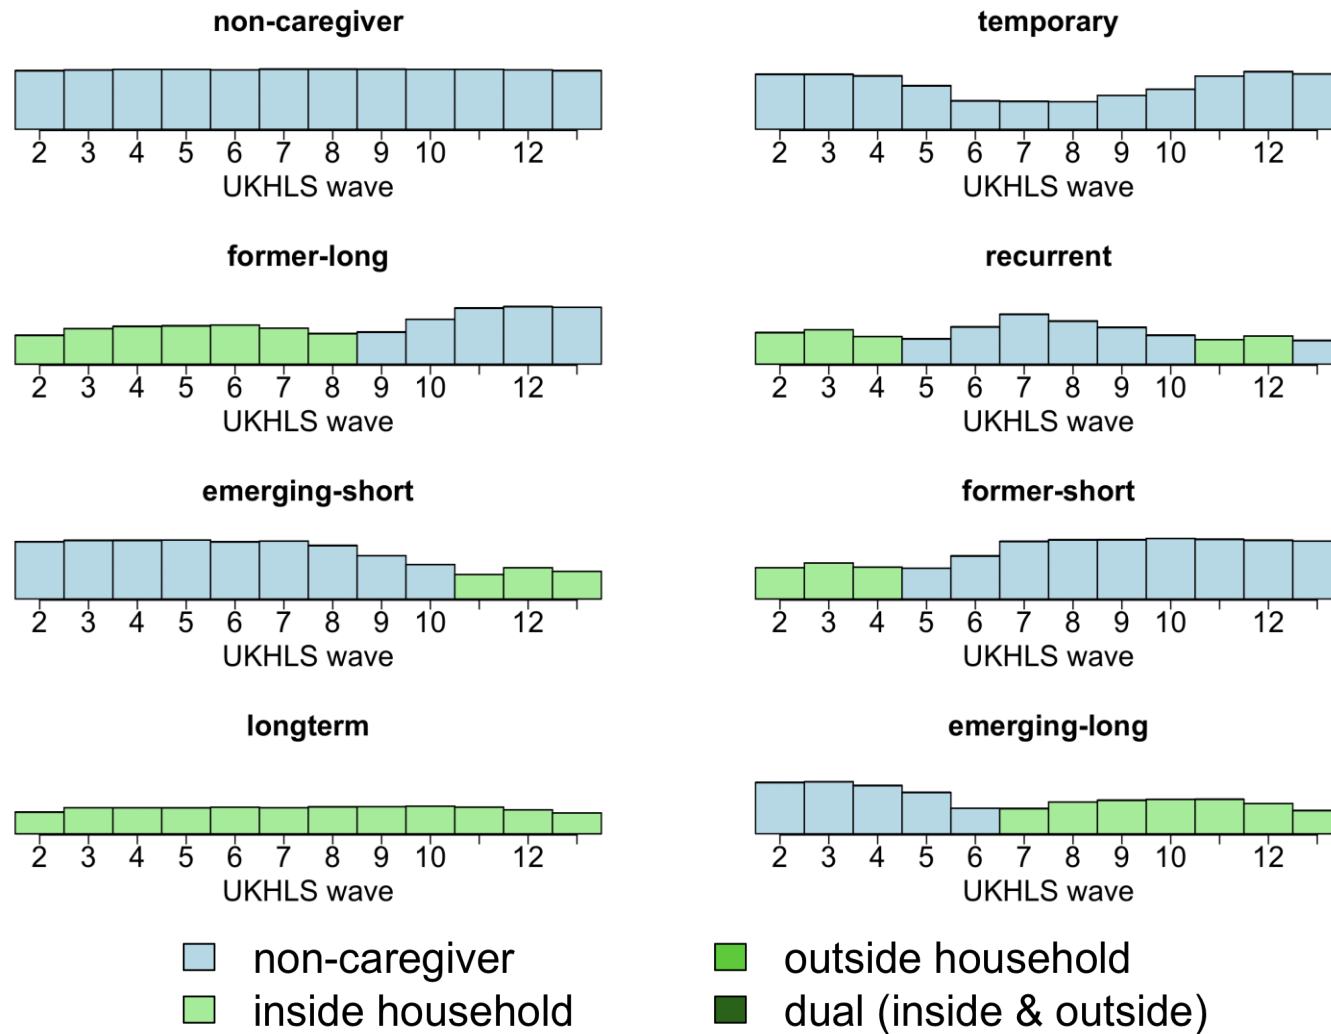 non-caregiver
2 3 4 5 6 7 8 9 10 12
UKHLS wave
temporary
2 3 4 5 6 7 8 9 10 12
UKHLS wave
former-long
2 3 4 5 6 7 8 9 10 12
UKHLS wave
recurrent
2 3 4 5 6 7 8 9 10 12
UKHLS wave
emerging-short
2 3 4 5 6 7 8 9 10 12
UKHLS wave
former-short
2 3 4 5 6 7 8 9 10 12
UKHLS wave
longterm
2 3 4 5 6 7 8 9 10 12
UKHLS wave
emerging-long
2 3 4 5 6 7 8 9 10 12
UKHLS wave
non-caregiver
inside household
outside household
dual (inside & outside)